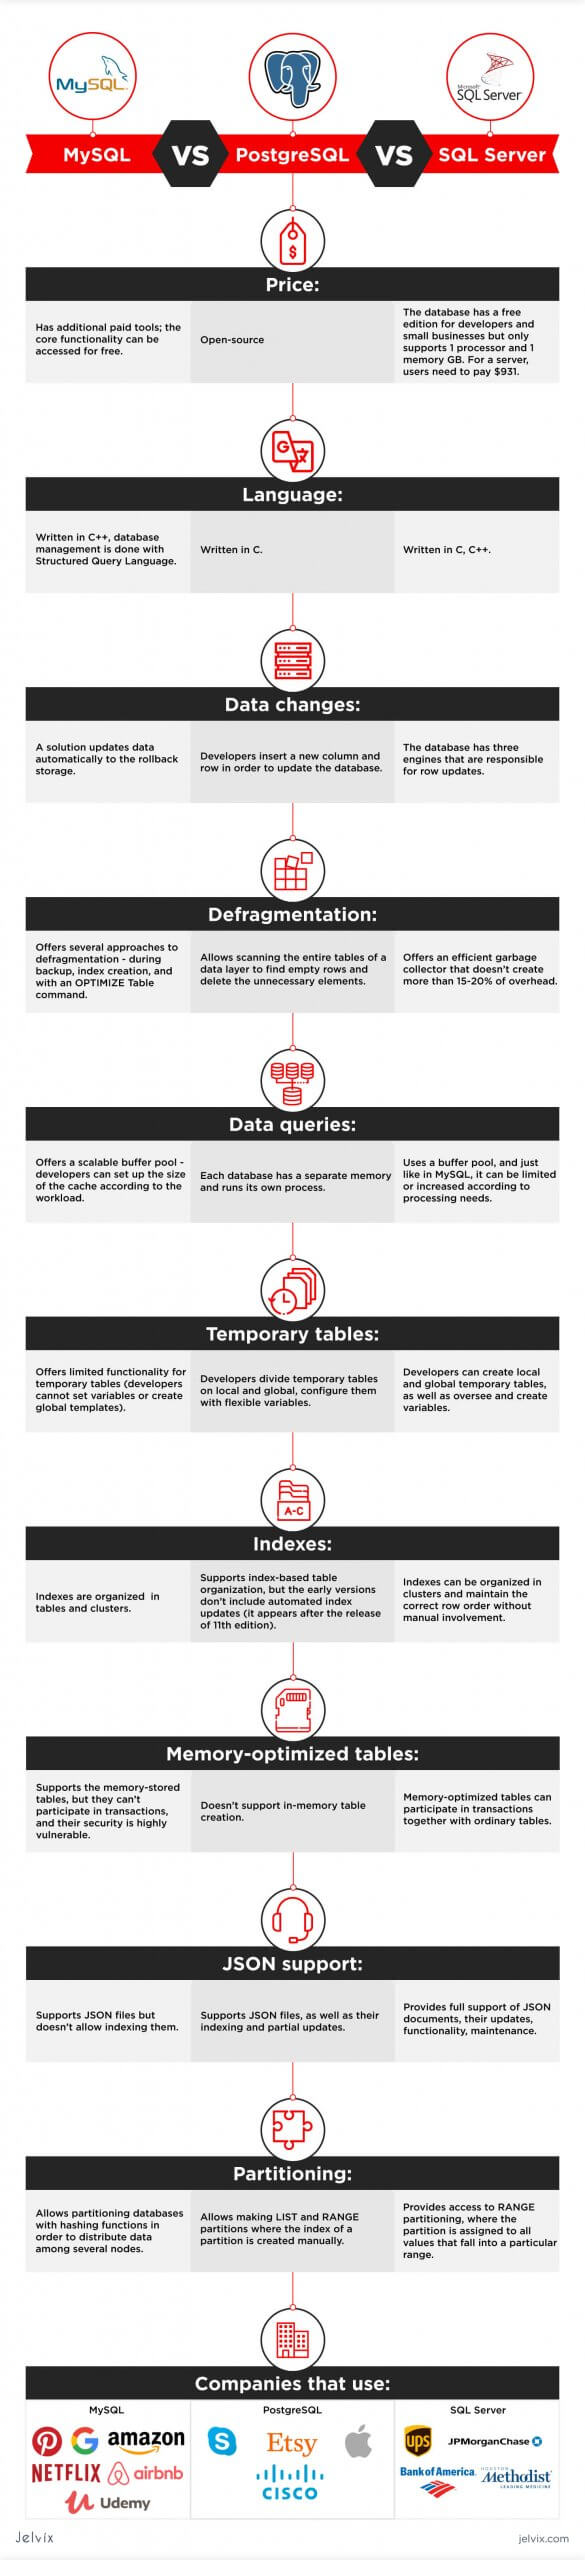 MySQL
Microsoft
SQL Server
MySQL
VS
PostgreSQL
VS
SQL Server
$
Price:
Has additional paid tools; the
core functionality can be
accessed for free.
Open-source
The database has a free
edition for developers and
small businesses but only
supports 1 processor and 1
memory GB. For a server,
users need to pay $931.
G
文
Language:
Written in C++, database
management is done with
Structured Query Language.
Written in C.
Written in C, C++.
Data changes:
A solution updates data
automatically to the rollback
storage.
Developers insert a new column and
row in order to update the database.
The database has three
engines that are responsible
for row updates.
Defragmentation:
Offers several approaches to
defragmentation - during
backup, index creation, and
with an OPTIMIZE Table
command.
Allows scanning the entire tables of a
data layer to find empty rows and
delete the unnecessary elements.
Offers an efficient garbage
collector that doesn't create
more than 15-20% of overhead.
Data queries:
Offers a scalable buffer pool -
developers can set up the size
of the cache according to the
workload.
Each database has a separate memory
and runs its own process.
Uses a buffer pool, and just
like in MySQL, it can be limited
or increased according to
processing needs.
Temporary tables:
Offers limited functionality for
temporary tables (developers
cannot set variables or create
global templates).
Developers divide temporary tables
on local and global, configure them
with flexible variables.
Developers can create local
and global temporary tables,
as well as oversee and create
variables.
A-C
Indexes:
Indexes are organized in
tables and clusters.
Supports index-based table
organization, but the early versions
don't include automated index
updates (it appears after the release
of 11th edition).
Indexes can be organized in
clusters and maintain the
correct row order without
manual involvement.
Memory-optimized tables:
Supports the memory-stored
tables, but they can't
participate in transactions,
and their security is highly
vulnerable.
Doesn't support in-memory table
creation.
Memory-optimized tables can
participate in transactions
together with ordinary tables.
JSON support:
Supports JSON files but
doesn't allow indexing them.
Supports JSON files, as well as their
indexing and partial updates.
Provides full support of JSON
documents, their updates,
functionality, maintenance.
Partitioning:
Allows partitioning databases
with hashing functions in
order to distribute data
among several nodes.
Allows making LIST and RANGE
partitions where the index of a
partition is created manually.
Provides access to RANGE
partitioning, where the
partition is assigned to all
values that fall into a particular
range.
Companies that use:
MySQL
G amazon
NETFLIX airbnb
Udemy
PostgreSQL
S Etsy
CISCO
SQL Server
ups JPMorganChase
Bank of America
HOUSTON
Methodist
LEADING MEDICINE
Jelvix
jelvix.com